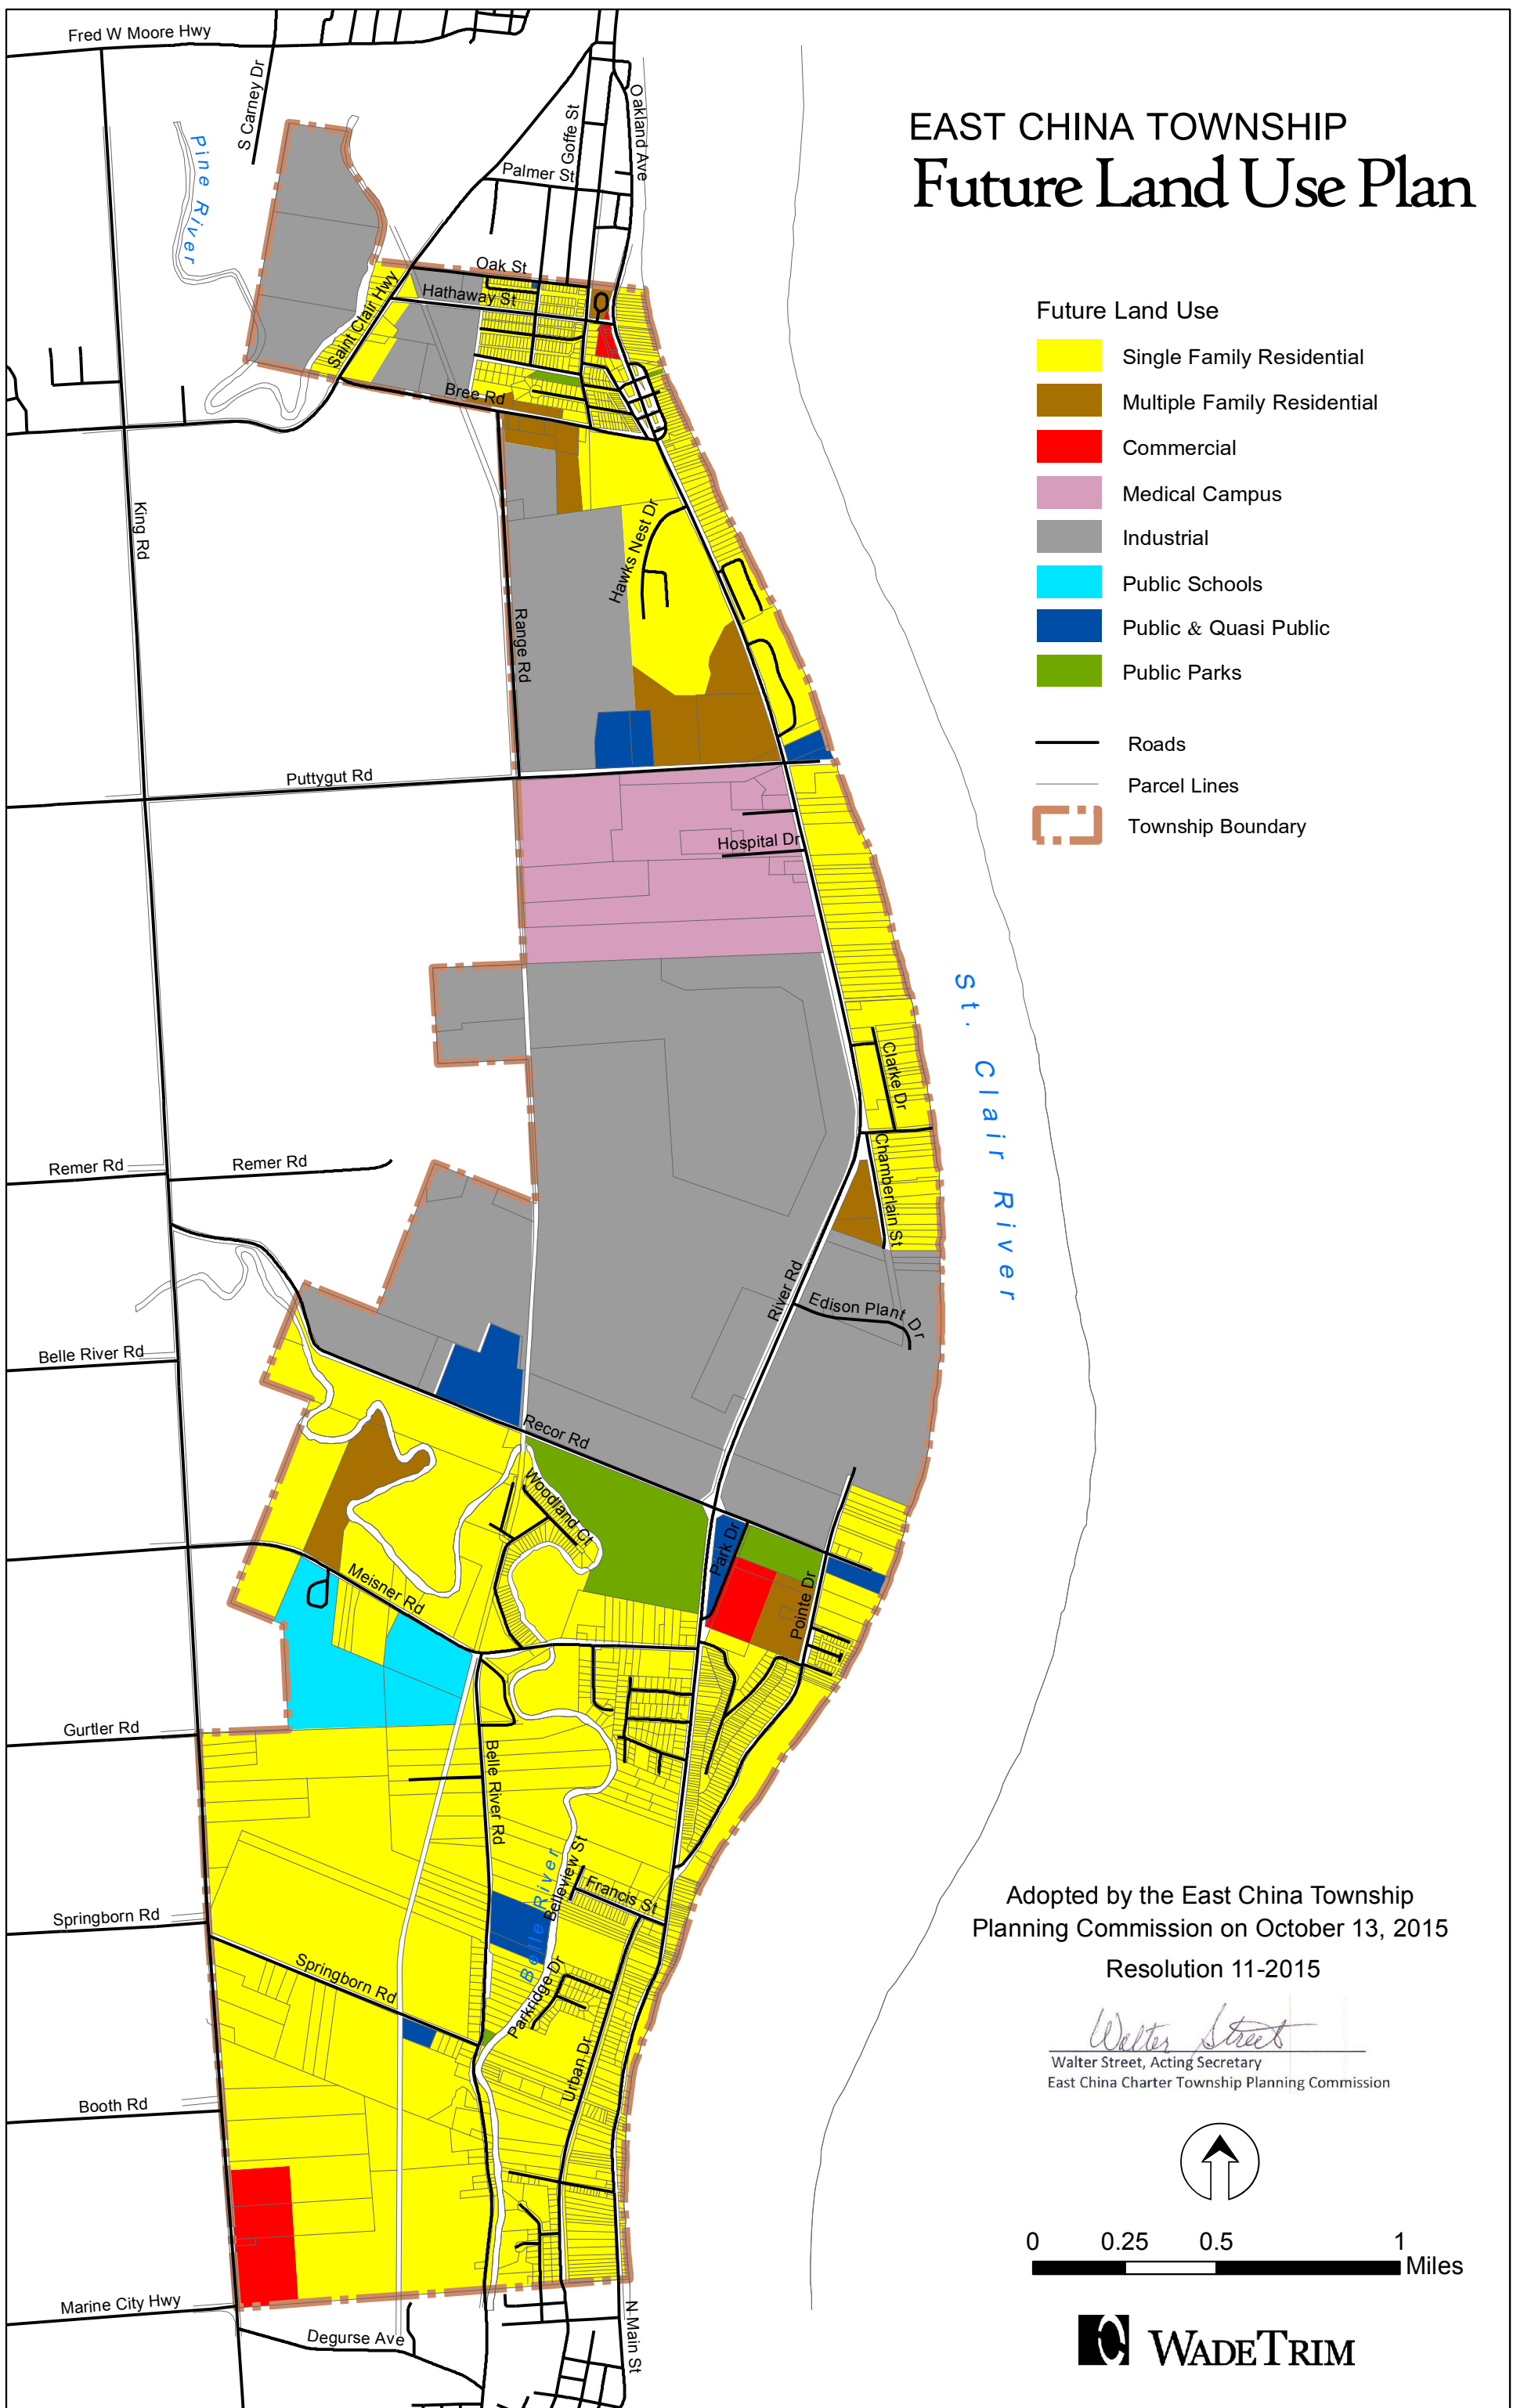 EAST CHINA TOWNSHIP
Future Land Use Plan
Future Land Use
Single Family Residential
Multiple Family Residential
Commercial
Medical Campus
Industrial
Public Schools
Public & Quasi Public
Public Parks
Roads
Parcel Lines
Township Boundary
Fred W Moore Hwy
S Carney Dr
Pine River
Goffe St
Oakland Ave
Palmer St
Oak St
Hathaway St
Saint Clair Hwy
Bree Rd
King Rd
Hawks Nest Dr
Range Rd
Puttygut Rd
Hospital Dr
St. Clair River
Clarke Dr
Chamberlain St
Remer Rd
Remer Rd
River Rd
Edison Plant Dr
Belle River Rd
Recor Rd
Woodland Ct
Park Dr
Pointe Dr
Meisner Rd
Gurtler Rd
Belle River Rd
Belleview St
Belle River
Francis St
Springborn Rd
Springborn Rd
Parkridge Dr
Urban Dr
Booth Rd
Marine City Hwy
Degurse Ave
N Main St
Adopted by the East China Township
Planning Commission on October 13, 2015
Resolution 11-2015
Walter Street
Walter Street, Acting Secretary
East China Charter Township Planning Commission
0 0.25 0.5 1
Miles
WADETRIM